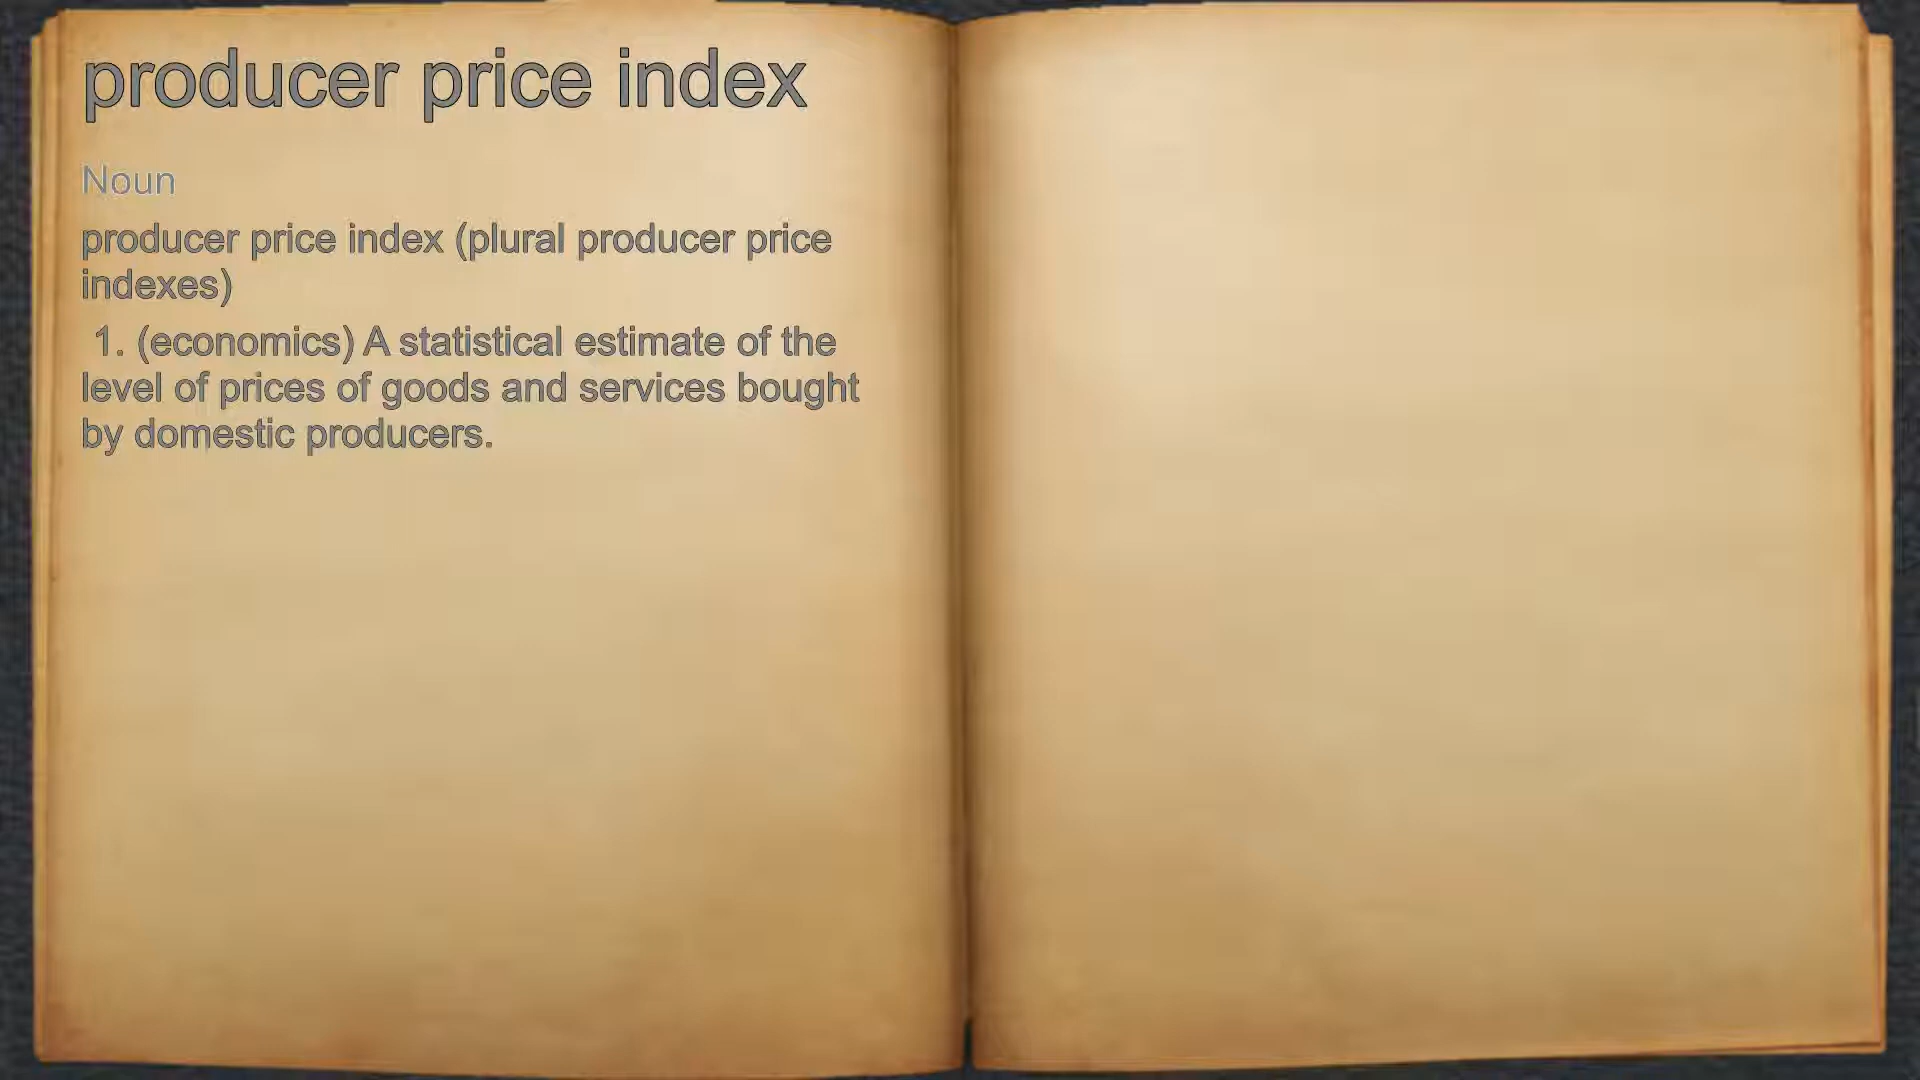 producer price index
Noun
producer price index (plural producer price
indexes)
1. (economics) A statistical estimate of the
level of prices of goods and services bought
by domestic producers.